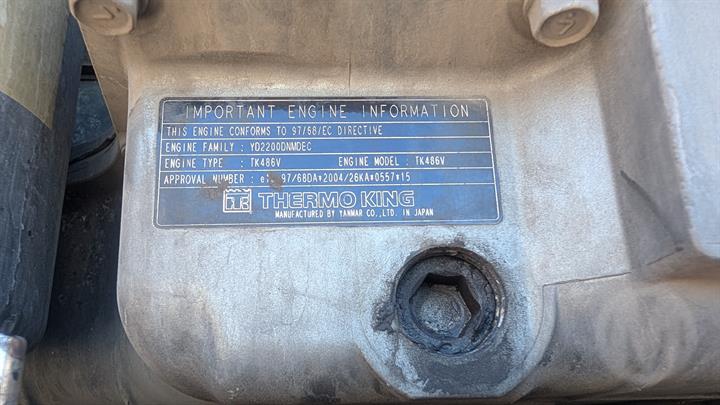 IMPORTANT ENGINE INFORMATION
THIS ENGINE CONFORMS TO 97/68/EC DIRECTIVE
ENGINE FAMILY : YD2200DNMDEC
ENGINE TYPE : TK486V ENGINE MODEL : TK486V
APPROVAL NUMBER : 97/68DA*2004/26KA*0557*15
TK THERMO KING
MANUFACTURED BY YANMAR CO.,LTD. IN JAPAN